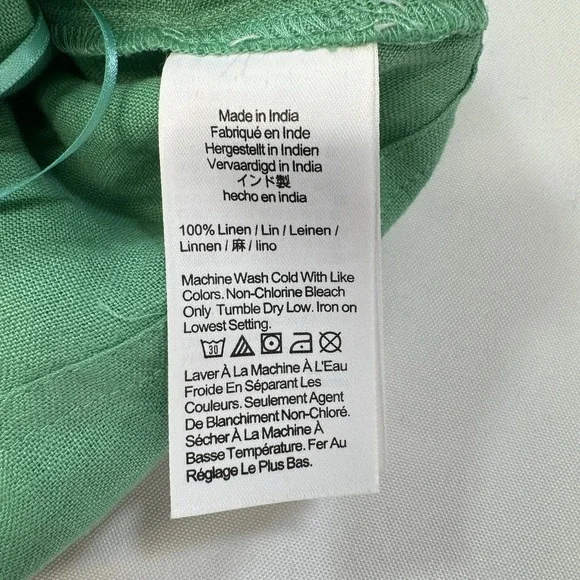 Made in India
Fabriqué en Inde
Hergestellt in Indien
Vervaardigd in India
インド製
hecho en india
100% Linen / Lin / Leinen /
Linnen / 麻 / lino
Machine Wash Cold With Like
Colors. Non-Chlorine Bleach
Only Tumble Dry Low. Iron on
Lowest Setting.
30
Laver À La Machine À L'Eau
Froide En Séparant Les
Couleurs. Seulement Agent
De Blanchiment Non-Chloré.
Sécher À La Machine À
Basse Température. Fer Au
Réglage Le Plus Bas.